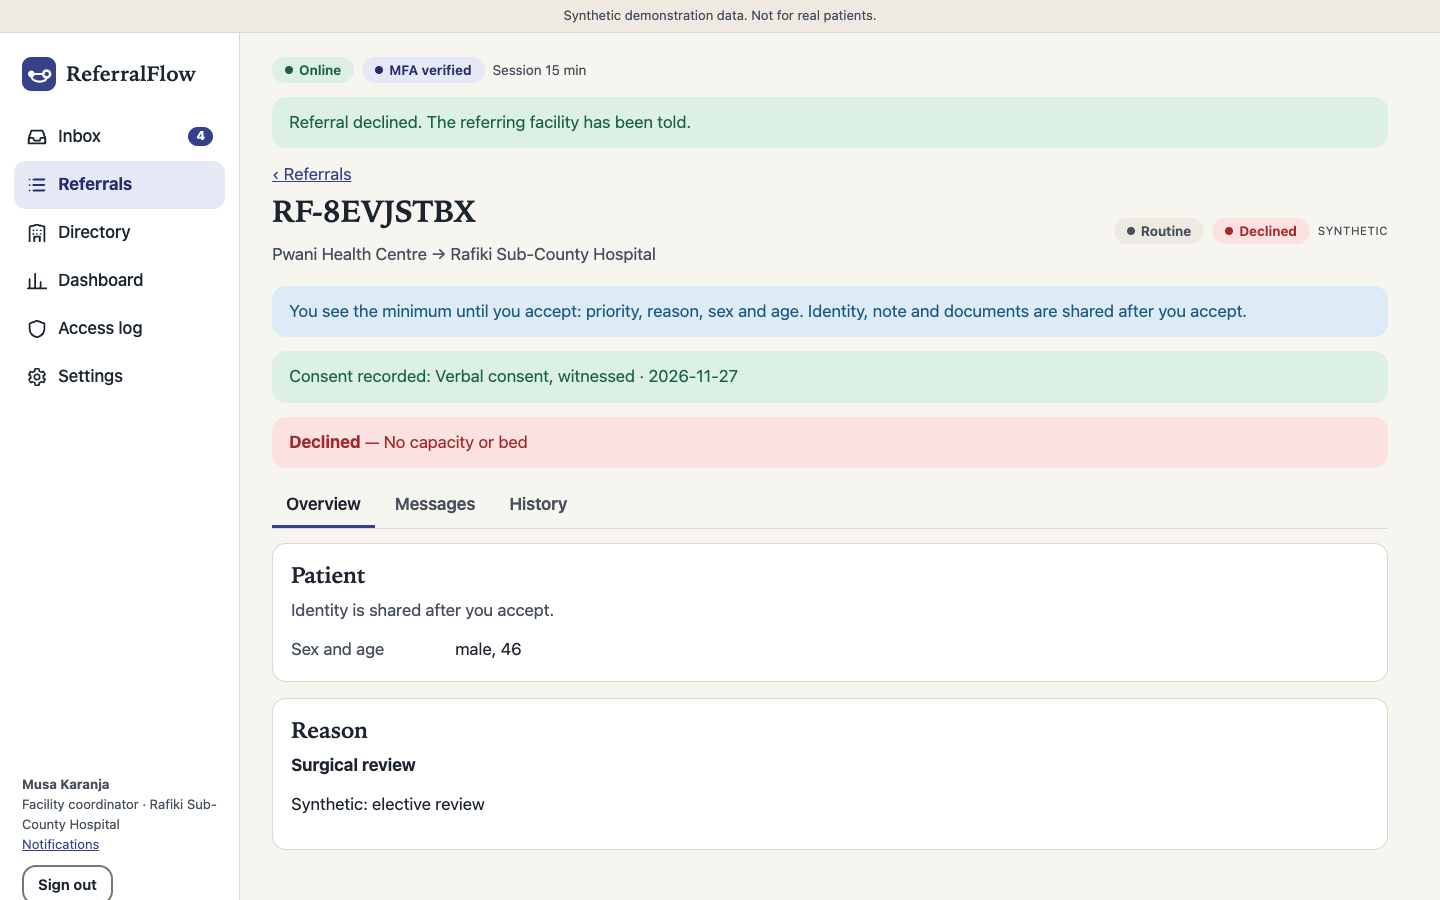 Synthetic demonstration data. Not for real patients.
ReferralFlow
Inbox 4
Referrals
Directory
Dashboard
Access log
Settings
Musa Karanja
Facility coordinator · Rafiki Sub-
County Hospital
Notifications
Sign out
Online MFA verified Session 15 min
Referral declined. The referring facility has been told.
‹ Referrals
RF-8EVJSTBX
Pwani Health Centre → Rafiki Sub-County Hospital
Routine Declined SYNTHETIC
You see the minimum until you accept: priority, reason, sex and age. Identity, note and documents are shared after you accept.
Consent recorded: Verbal consent, witnessed · 2026-11-27
Declined — No capacity or bed
Overview Messages History
Patient
Identity is shared after you accept.
Sex and age male, 46
Reason
Surgical review
Synthetic: elective review